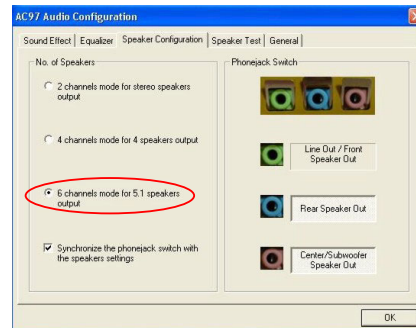 AC97 Audio Configuration
Sound Effect
Equalizer
Speaker Configuration
Speaker Test
General
No. of Speakers
2 channels mode for stereo speakers
output
4 channels mode for 4 speakers output
6 channels mode for 5.1 speakers
output
Synchronize the phonejack switch with
the speakers settings
Phonejack Switch
Line Out / Front
Speaker Out
Rear Speaker Out
Center/Subwoofer
Speaker Out
OK